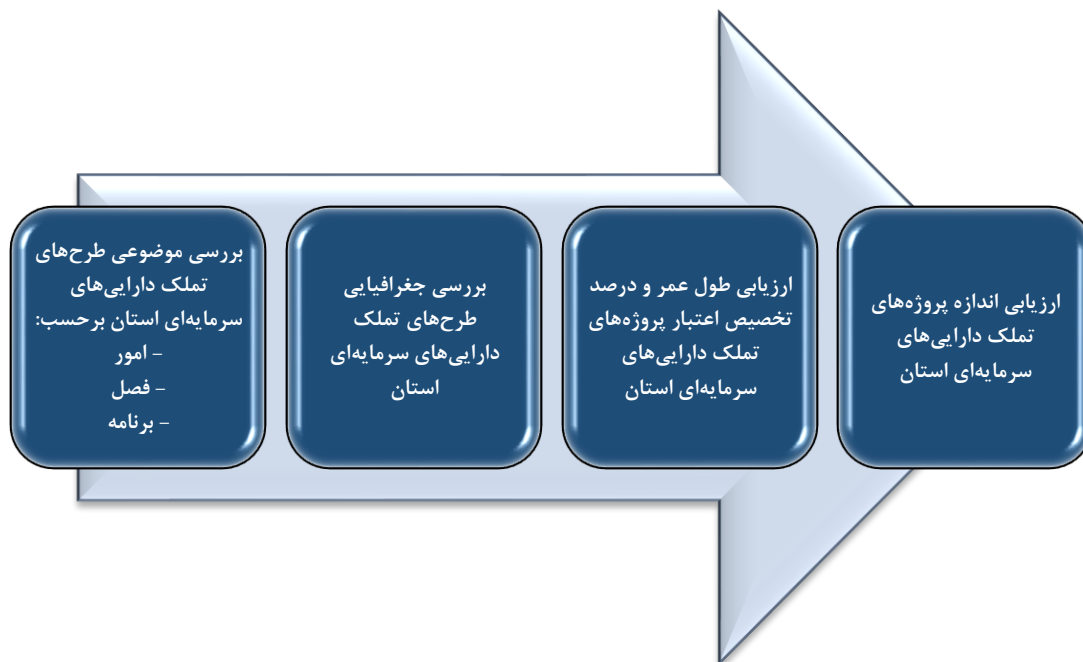 بررسی موضوعی طرح‌های
تملک دارایی‌های
سرمایه‌ای استان برحسب:
- امور
- فصل
- برنامه
بررسی جغرافیایی
طرح‌های تملک
دارایی‌های سرمایه‌ای
استان
ارزیابی طول عمر و درصد
تخصیص اعتبار پروژه‌های
تملک دارایی‌های
سرمایه‌ای استان
ارزیابی اندازه پروژه‌های
تملک دارایی‌های
سرمایه‌ای استان